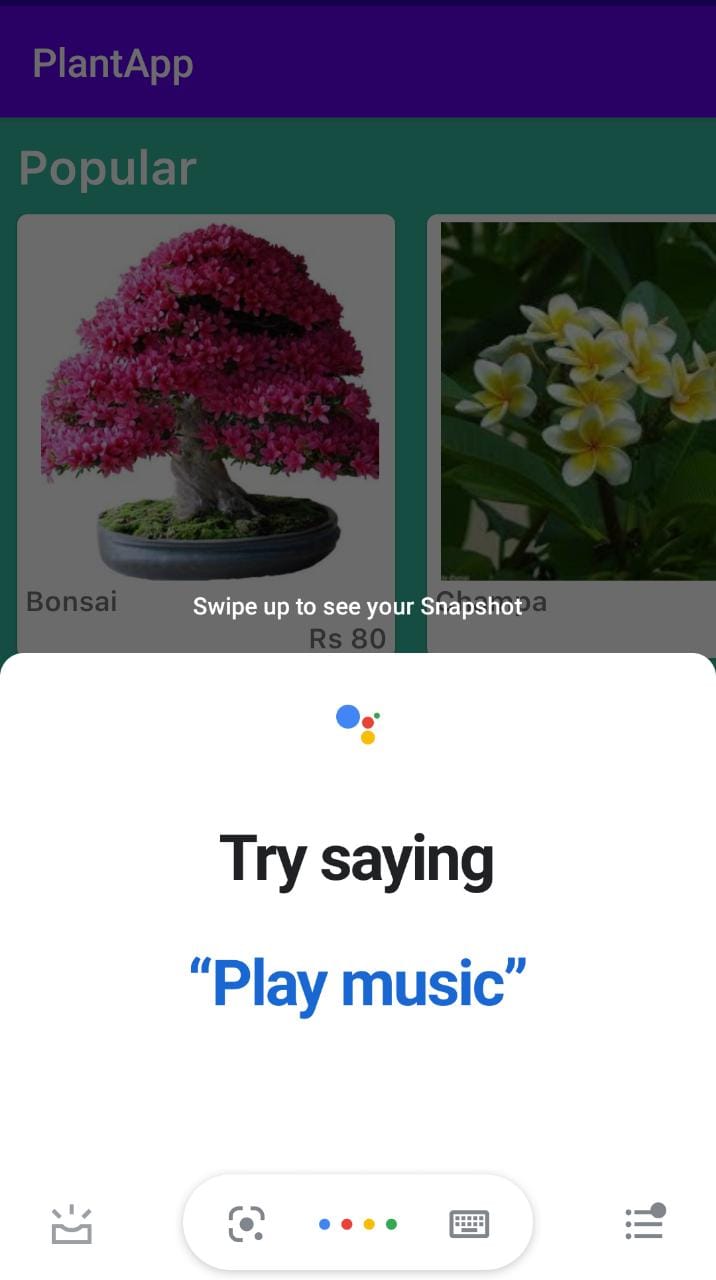 PlantApp
Popular
Bonsai
Champa
Swipe up to see your Snapshot
Rs 80
Try saying
“Play music”